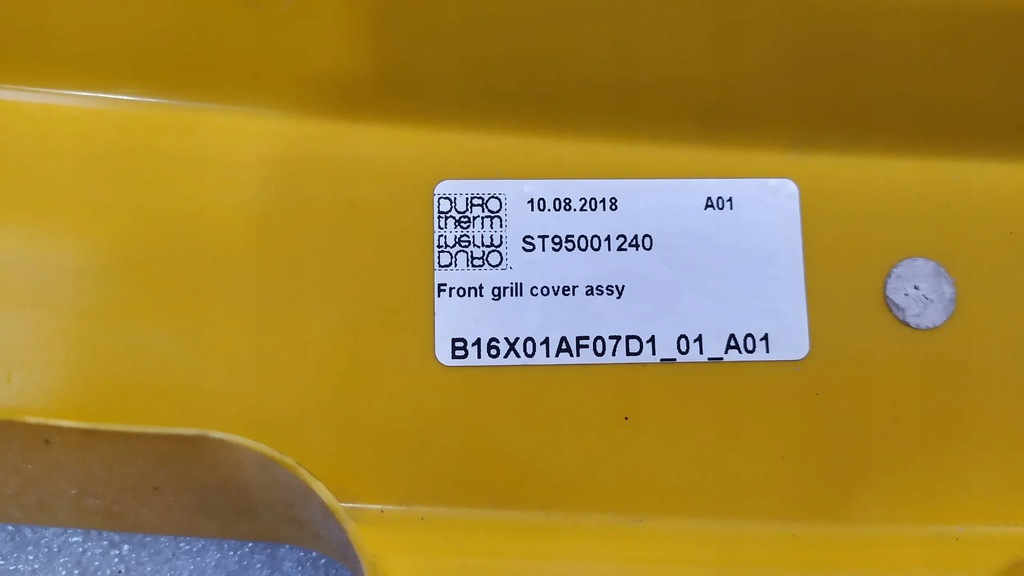 DURO
therm
10.08.2018 A01
ST95001240
Front grill cover assy
B16X01AF07D1_01_A01